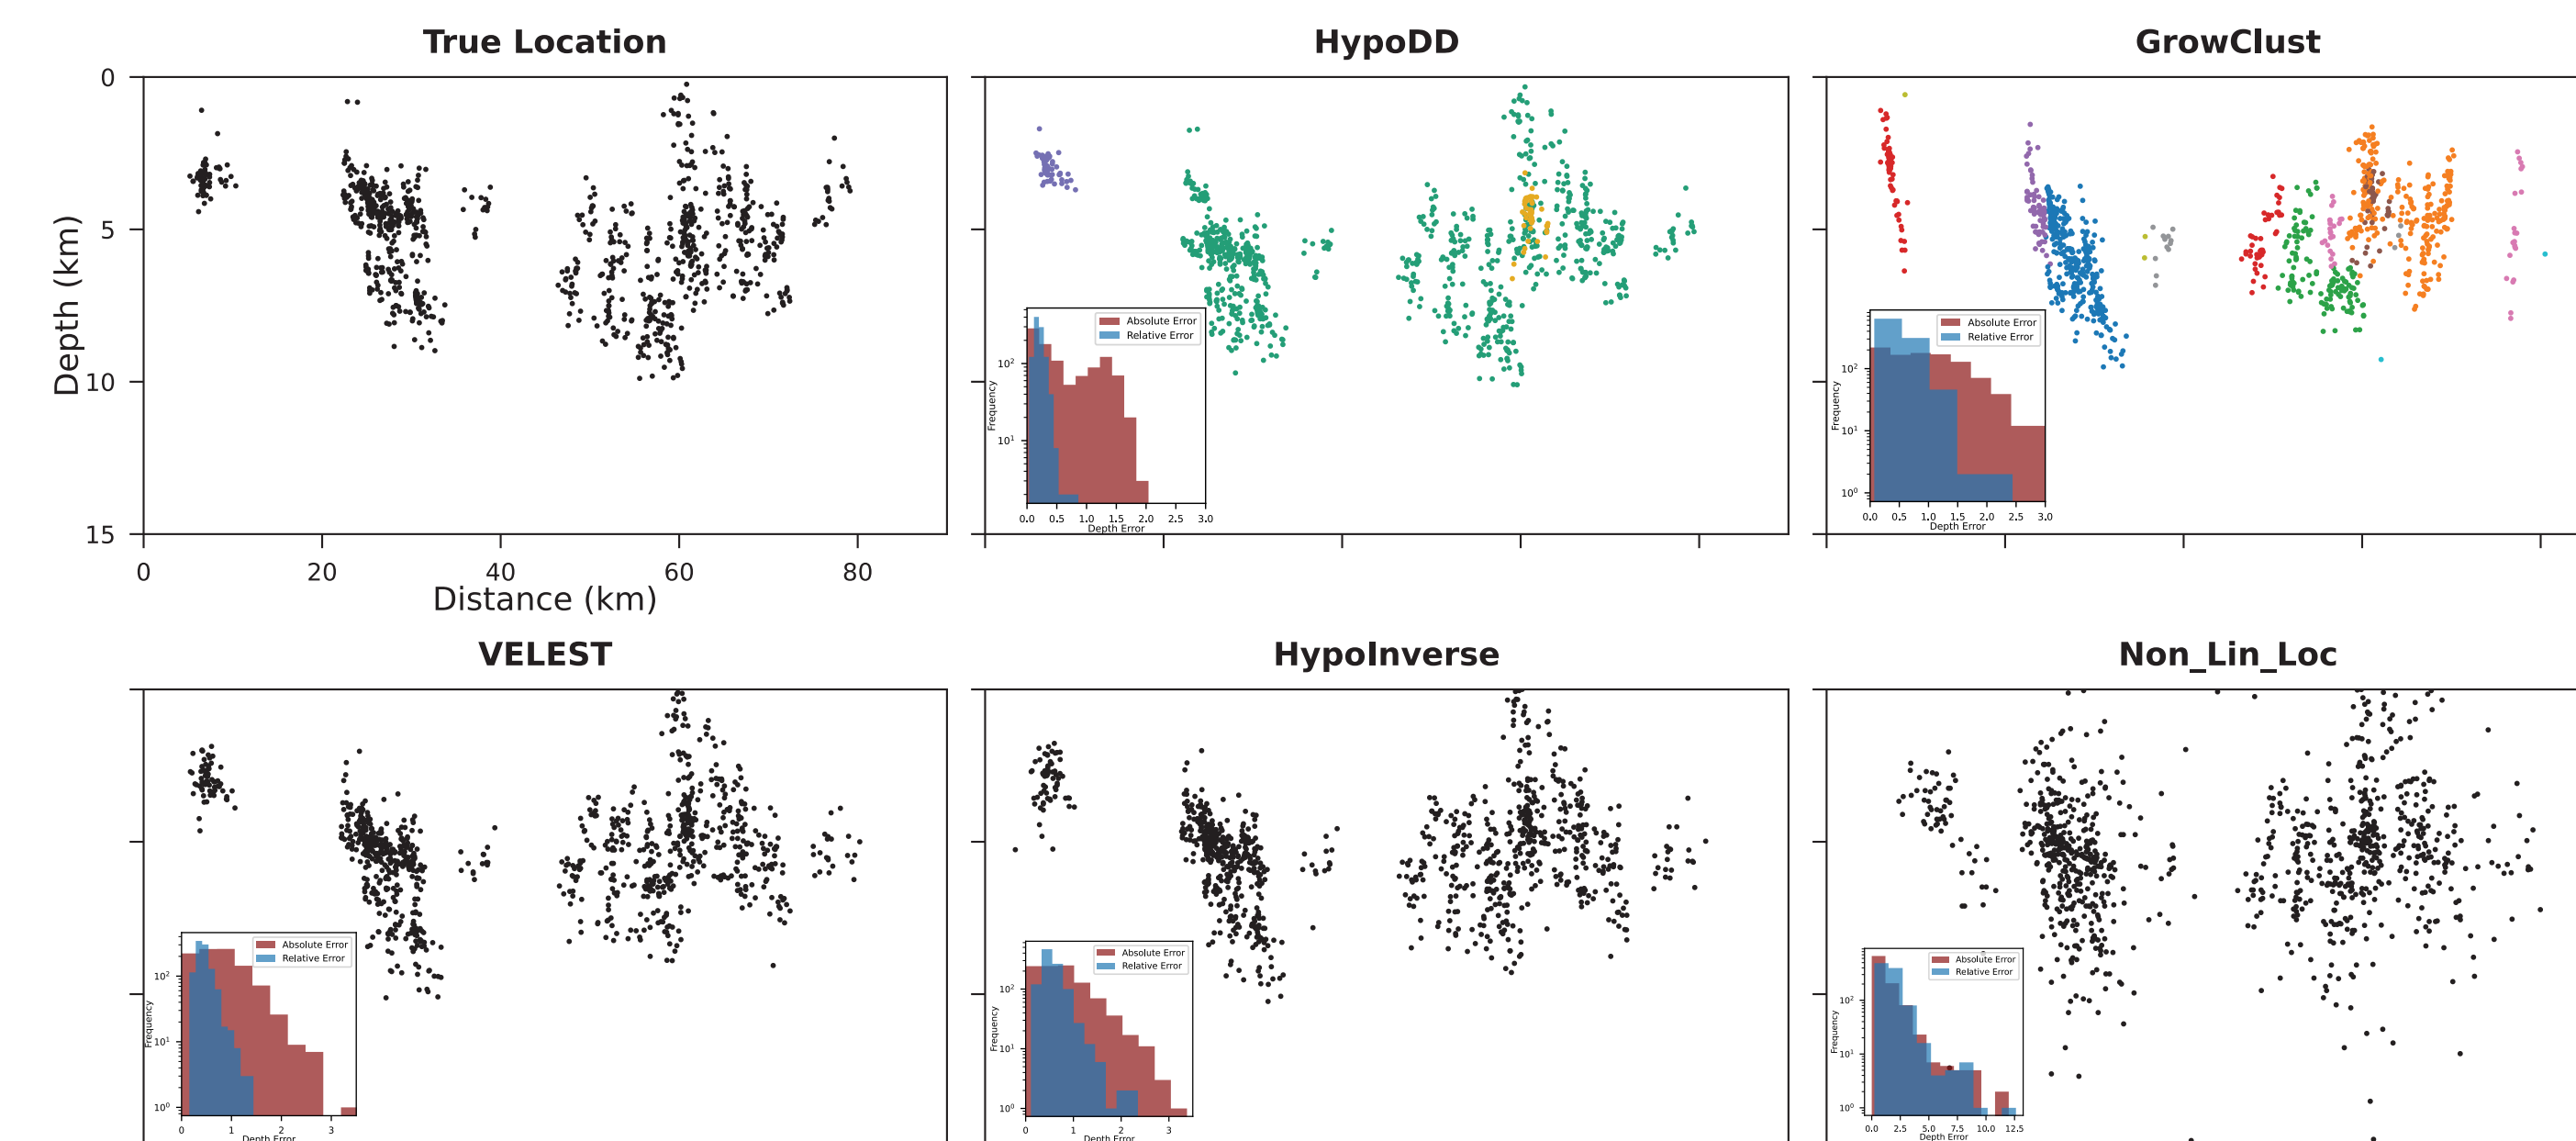 True Location
HypoDD
GrowClust
0
5
10
15
Depth (km)
0 20 40 60 80
Distance (km)
Absolute Error
Relative Error
Frequency
10²
10¹
0.0 0.5 1.0 1.5 2.0 2.5 3.0
Depth Error
Absolute Error
Relative Error
Frequency
10²
10¹
10⁰
0.0 0.5 1.0 1.5 2.0 2.5 3.0
Depth Error
VELEST
HypoInverse
Non_Lin_Loc
Absolute Error
Relative Error
Frequency
10²
10¹
10⁰
0 1 2 3
Depth Error
Absolute Error
Relative Error
Frequency
10²
10¹
10⁰
0 1 2 3
Depth Error
Absolute Error
Relative Error
Frequency
10²
10¹
10⁰
0.0 2.5 5.0 7.5 10.0 12.5
Depth Error